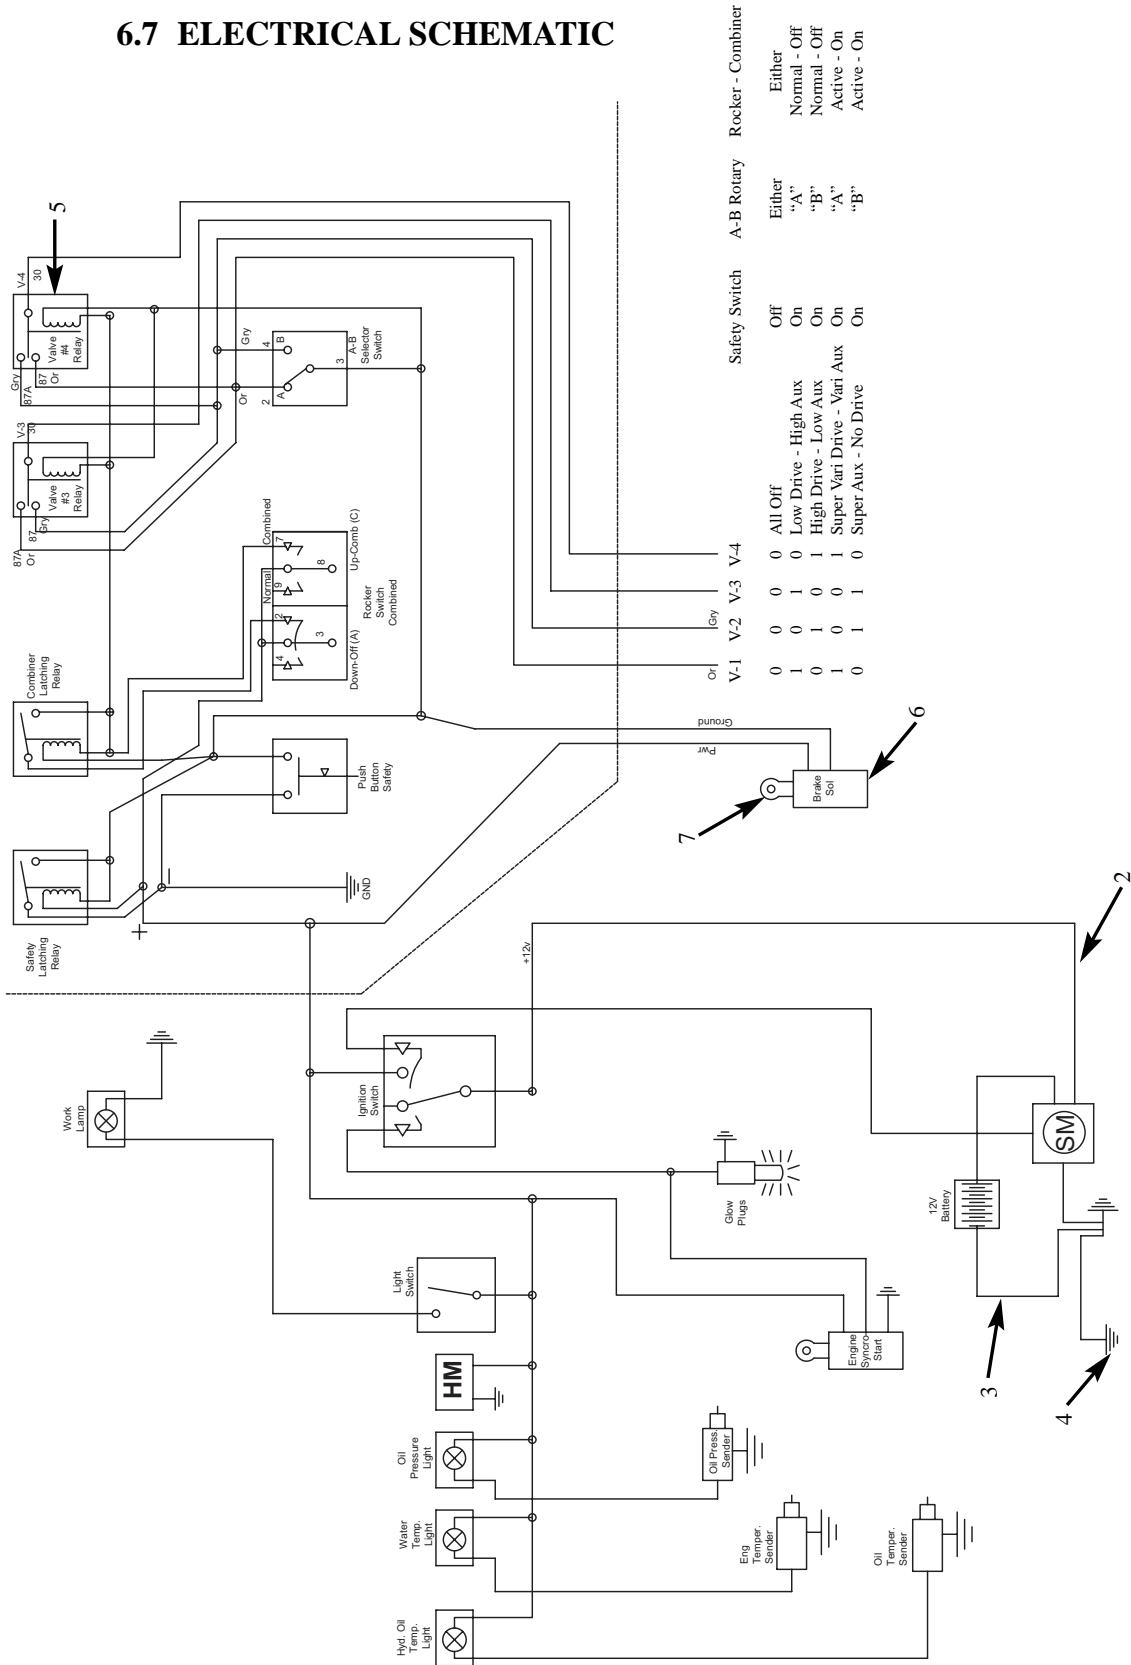 6.7 ELECTRICAL SCHEMATIC
Safety
Latching
Relay
Combiner
Latching
Relay
87A
Or
87
Gry
Valve
#3
Relay
V-3
30
Gry
87A
87
Or
Valve
#4
Relay
V-4
30
5
+
GND
Push
Button
Safety
4
2
3
Down-Off (A)
Normal
9
Combined
7
8
Up-Comb (C)
Rocker
Switch
Combined
Or
Gry
2
A
4
B
3
A-B
Selector
Switch
Work
Lamp
Ignition
Switch
+12v
Light
Switch
HM
Oil
Pressure
Light
Water
Temp.
Light
Hyd. Oil
Temp.
Light
Oil Press.
Sender
Eng
Temper.
Sender
Oil
Temper.
Sender
Glow
Plugs
Engine
Syncro
Start
12V
Battery
SM
2
3
4
Pwr
Ground
Brake
Sol
6
7
Or
Gry
V-1 V-2 V-3 V-4 Safety Switch A-B Rotary Rocker - Combiner
0 0 0 0 All Off Off Either Either
1 0 1 0 Low Drive - High Aux On “A” Normal - Off
0 1 0 1 High Drive - Low Aux On “B” Normal - Off
1 0 0 1 Super Vari Drive - Vari Aux On “A” Active - On
0 1 1 0 Super Aux - No Drive On “B” Active - On